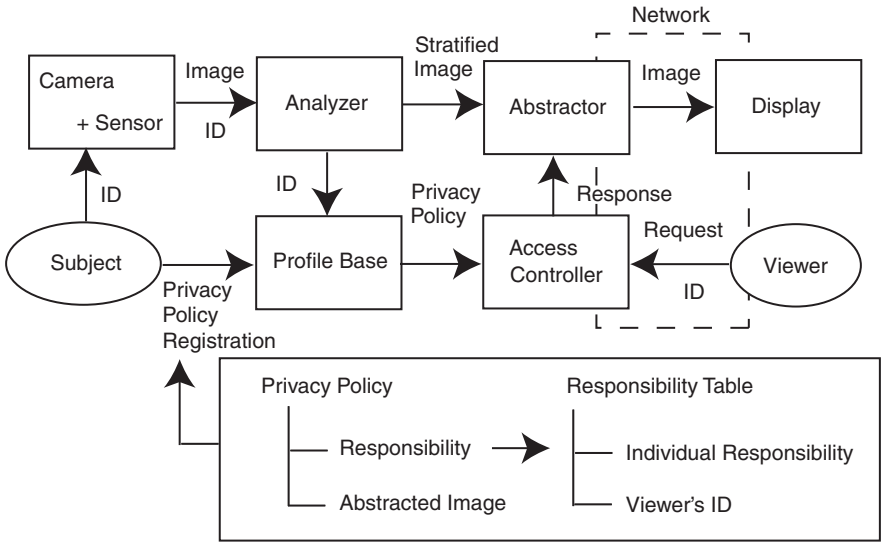 Network
Camera
+ Sensor
Image
ID
Analyzer
Stratified
Image
Abstractor
Image
Display
ID
ID
Privacy
Policy
Response
Subject
Privacy
Policy
Registration
Profile Base
Access
Controller
Request
ID
Viewer
Privacy Policy
Responsibility
Abstracted Image
Responsibility Table
Individual Responsibility
Viewer's ID